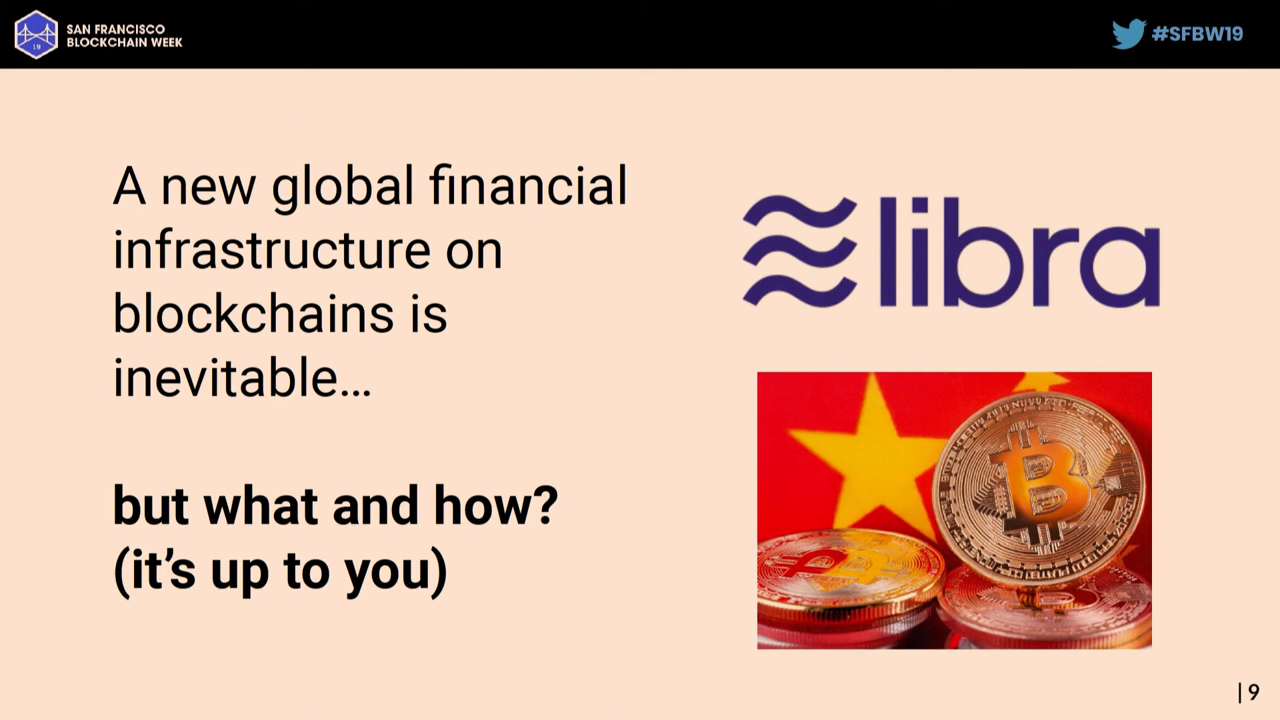 SAN FRANCISCO
BLOCKCHAIN WEEK
19
#SFBW19
A new global financial
infrastructure on
blockchains is
inevitable…
but what and how?
(it’s up to you)
libra
| 9